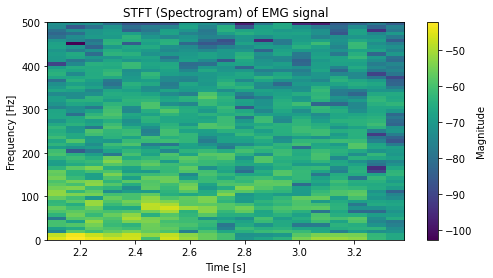 STFT (Spectrogram) of EMG signal
Frequency [Hz]
500
400
300
200
100
0
2.2 2.4 2.6 2.8 3.0 3.2
Time [s]
−50
−60
−70
−80
−90
−100
Magnitude